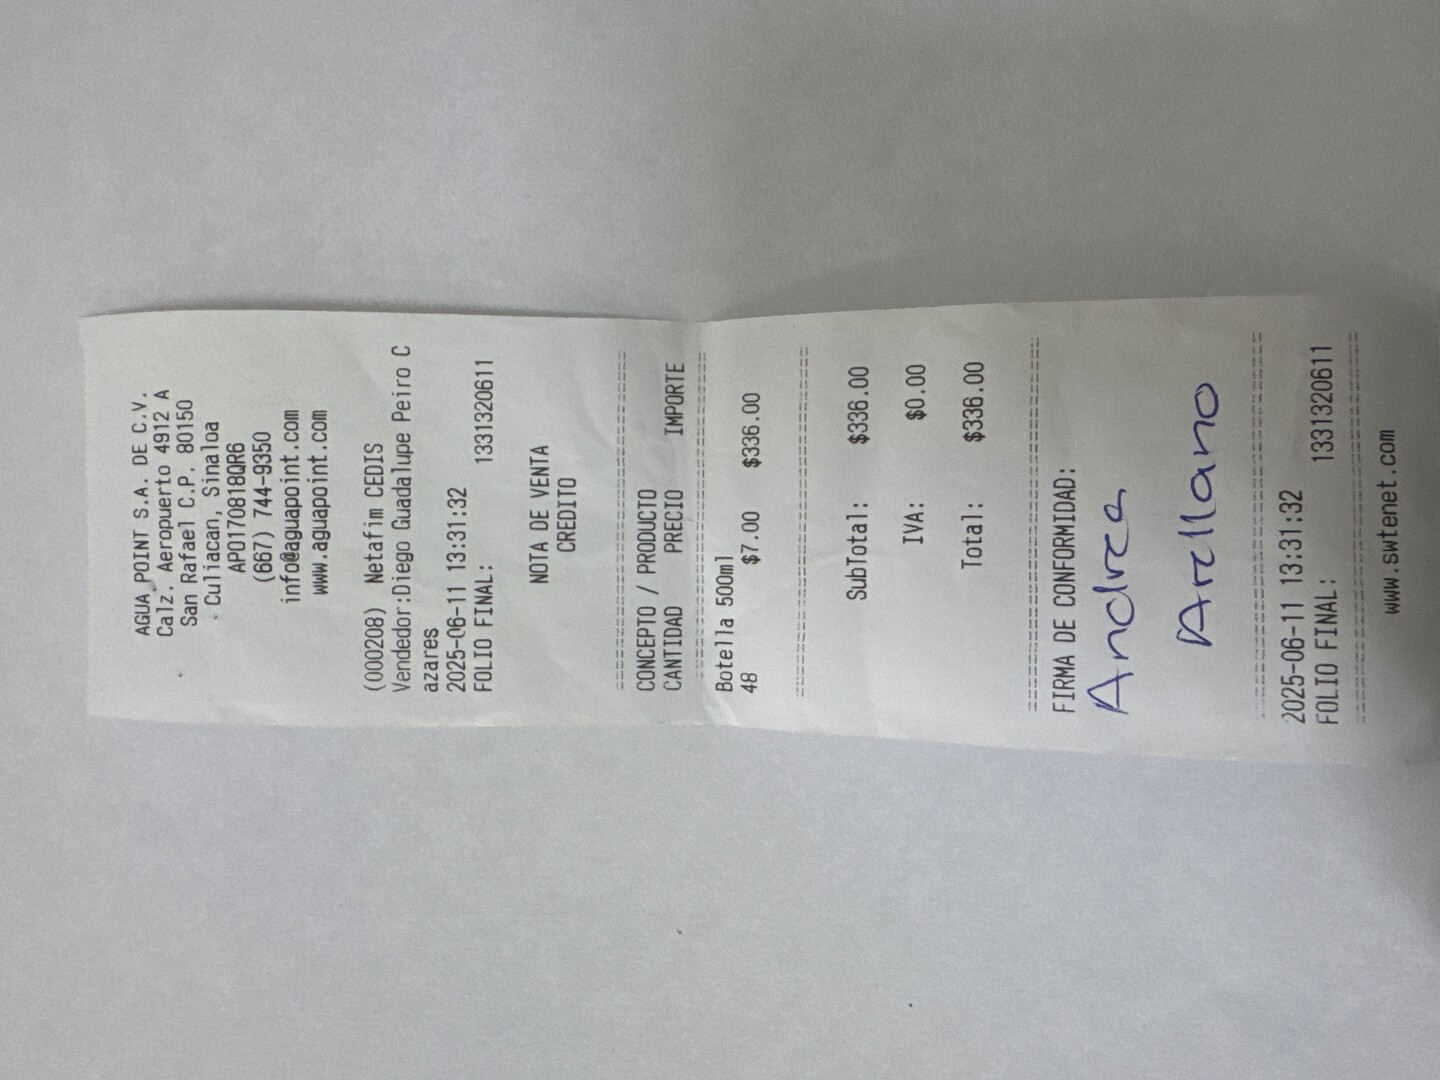 AGUA POINT S.A. DE C.V.
Calz. Aeropuerto 4912 A
San Rafael C.P. 80150
Culiacan, Sinaloa
APO170818QR6
(667) 744-9350
info@aguapoint.com
www.aguapoint.com
(000208) Netafim CEDIS
Vendedor:Diego Guadalupe Peiro C
azares
2025-06-11 13:31:32
FOLIO FINAL: 1331320611
NOTA DE VENTA
CREDITO
CONCEPTO / PRODUCTO
CANTIDAD PRECIO IMPORTE
Botella 500ml
48 $7.00 $336.00
SubTotal: $336.00
IVA: $0.00
Total: $336.00
FIRMA DE CONFORMIDAD:
Andrea
Arellano
2025-06-11 13:31:32
FOLIO FINAL: 1331320611
www.swtenet.com